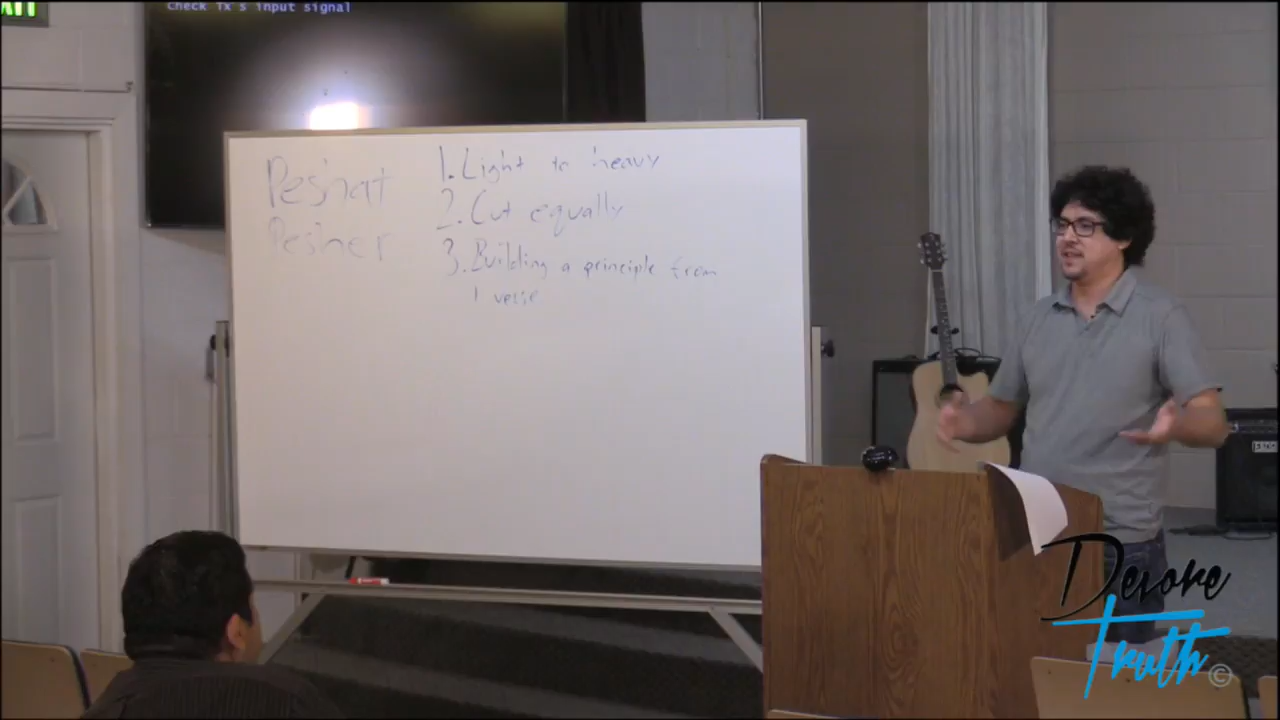 Check Tx's input signal
Peshat
Pesher
1. Light to heavy
2. Cut equally
3. Building a principle from
1 verse
Devore
Truth ©